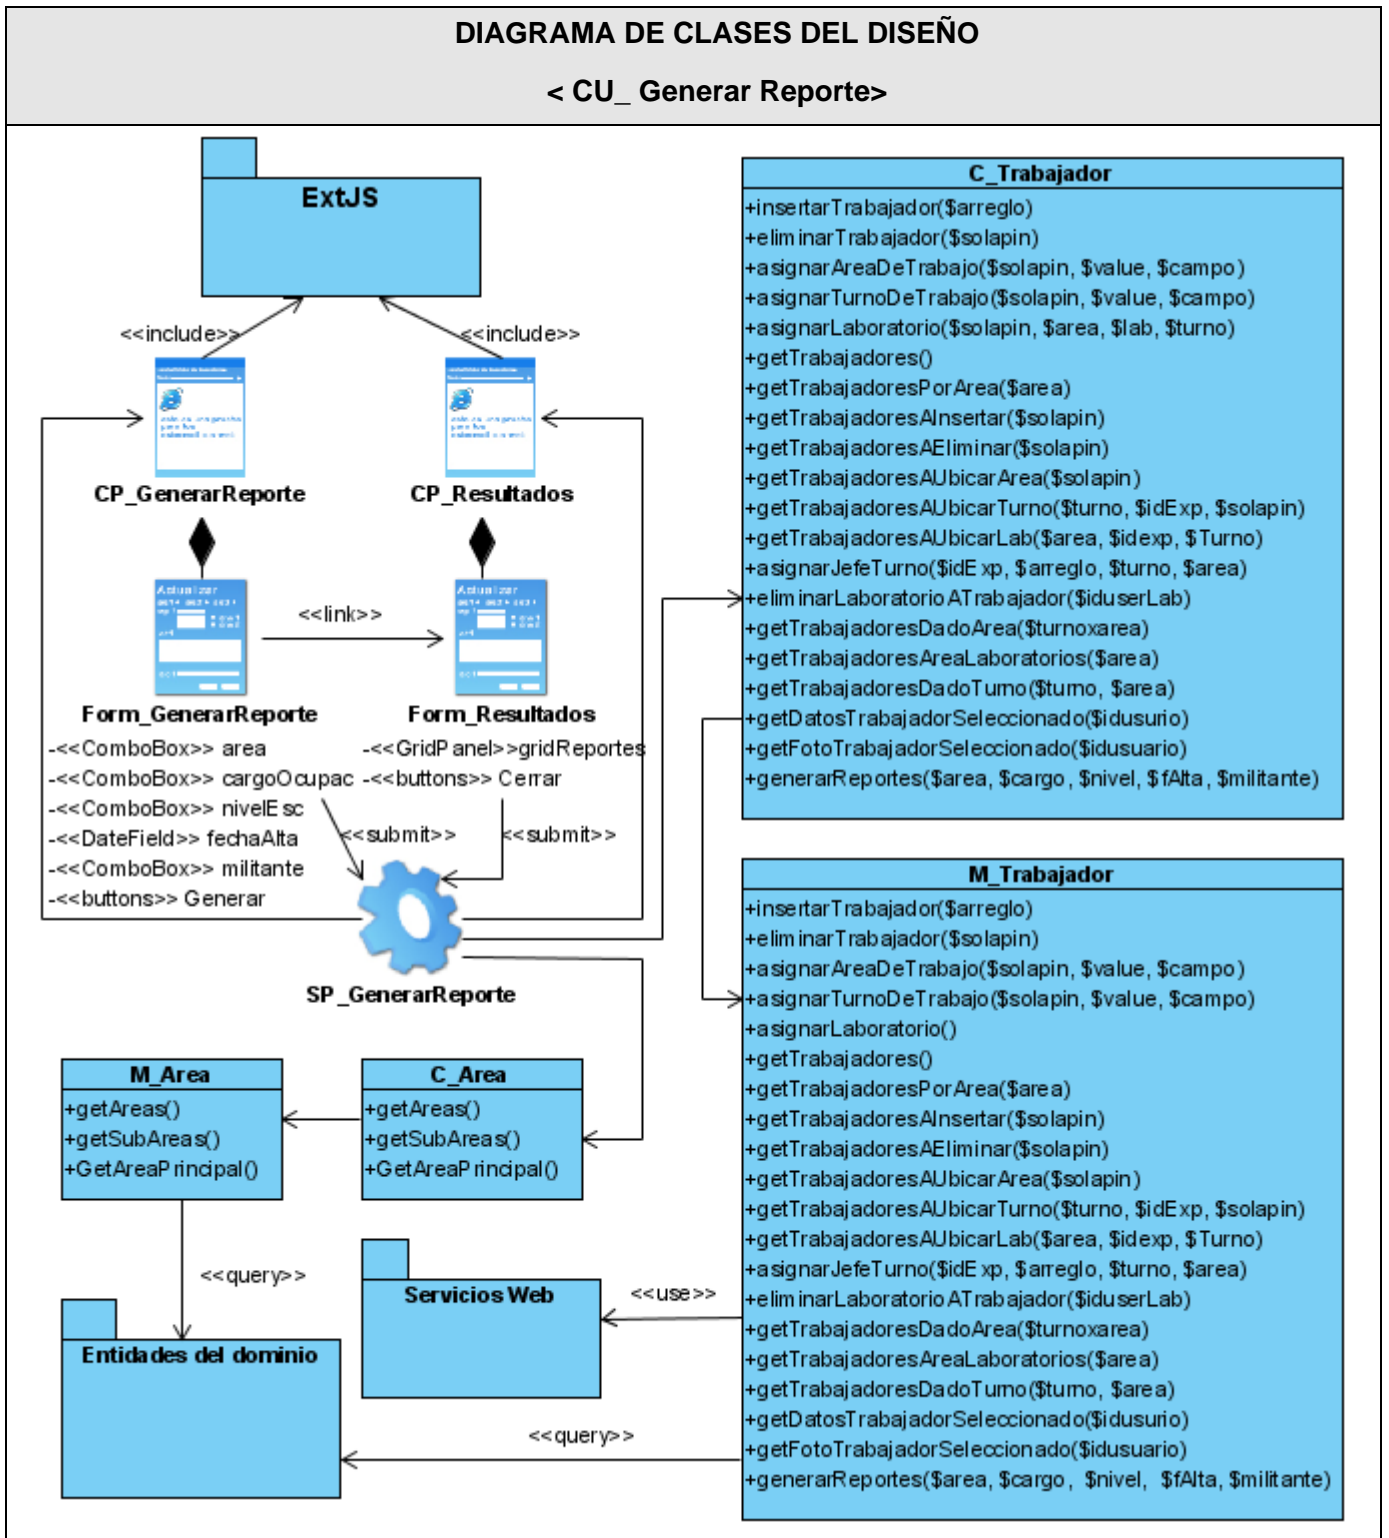 DIAGRAMA DE CLASES DEL DISEÑO
< CU_ Generar Reporte>
ExtJS
<<include>>
<<include>>
CP_GenerarReporte
CP_Resultados
Actualizar
<<link>>
Form_GenerarReporte
-<<ComboBox>> area
-<<ComboBox>> cargoOcupac
-<<ComboBox>> nivelEsc
-<<DateField>> fechaAlta
-<<ComboBox>> militante
-<<buttons>> Generar
Actualizar
Form_Resultados
-<<GridPanel>>gridReportes
-<<buttons>> Cerrar
<<submit>>
<<submit>>
SP_GenerarReporte
C_Trabajador
+insertarTrabajador($arreglo)
+eliminarTrabajador($solapin)
+asignarAreaDeTrabajo($solapin, $value, $campo)
+asignarTurnoDeTrabajo($solapin, $value, $campo)
+asignarLaboratorio($solapin, $area, $lab, $turno)
+getTrabajadores()
+getTrabajadoresPorArea($area)
+getTrabajadoresAInsertar($solapin)
+getTrabajadoresAEliminar($solapin)
+getTrabajadoresAUbicarArea($solapin)
+getTrabajadoresAUbicarTurno($turno, $idExp, $solapin)
+getTrabajadoresAUbicarLab($area, $idexp, $Turno)
+asignarJefeTurno($idExp, $arreglo, $turno, $area)
+eliminarLaboratorioATrabajador($iduserLab)
+getTrabajadoresDadoArea($turnoxarea)
+getTrabajadoresAreaLaboratorios($area)
+getTrabajadoresDadoTurno($turno, $area)
+getDatosTrabajadorSeleccionado($idusurio)
+getFotoTrabajadorSeleccionado($idusuario)
+generarReportes($area, $cargo, $nivel, $fAlta, $militante)
M_Trabajador
+insertarTrabajador($arreglo)
+eliminarTrabajador($solapin)
+asignarAreaDeTrabajo($solapin, $value, $campo)
+asignarTurnoDeTrabajo($solapin, $value, $campo)
+asignarLaboratorio()
+getTrabajadores()
+getTrabajadoresPorArea($area)
+getTrabajadoresAInsertar($solapin)
+getTrabajadoresAEliminar($solapin)
+getTrabajadoresAUbicarArea($solapin)
+getTrabajadoresAUbicarTurno($turno, $idExp, $solapin)
+getTrabajadoresAUbicarLab($area, $idexp, $Turno)
+asignarJefeTurno($idExp, $arreglo, $turno, $area)
+eliminarLaboratorioATrabajador($iduserLab)
+getTrabajadoresDadoArea($turnoxarea)
+getTrabajadoresAreaLaboratorios($area)
+getTrabajadoresDadoTurno($turno, $area)
+getDatosTrabajadorSeleccionado($idusurio)
+getFotoTrabajadorSeleccionado($idusuario)
+generarReportes($area, $cargo, $nivel, $fAlta, $militante)
M_Area
+getAreas()
+getSubAreas()
+GetAreaPrincipal()
C_Area
+getAreas()
+getSubAreas()
+GetAreaPrincipal()
<<query>>
Servicios Web
<<use>>
Entidades del dominio
<<query>>